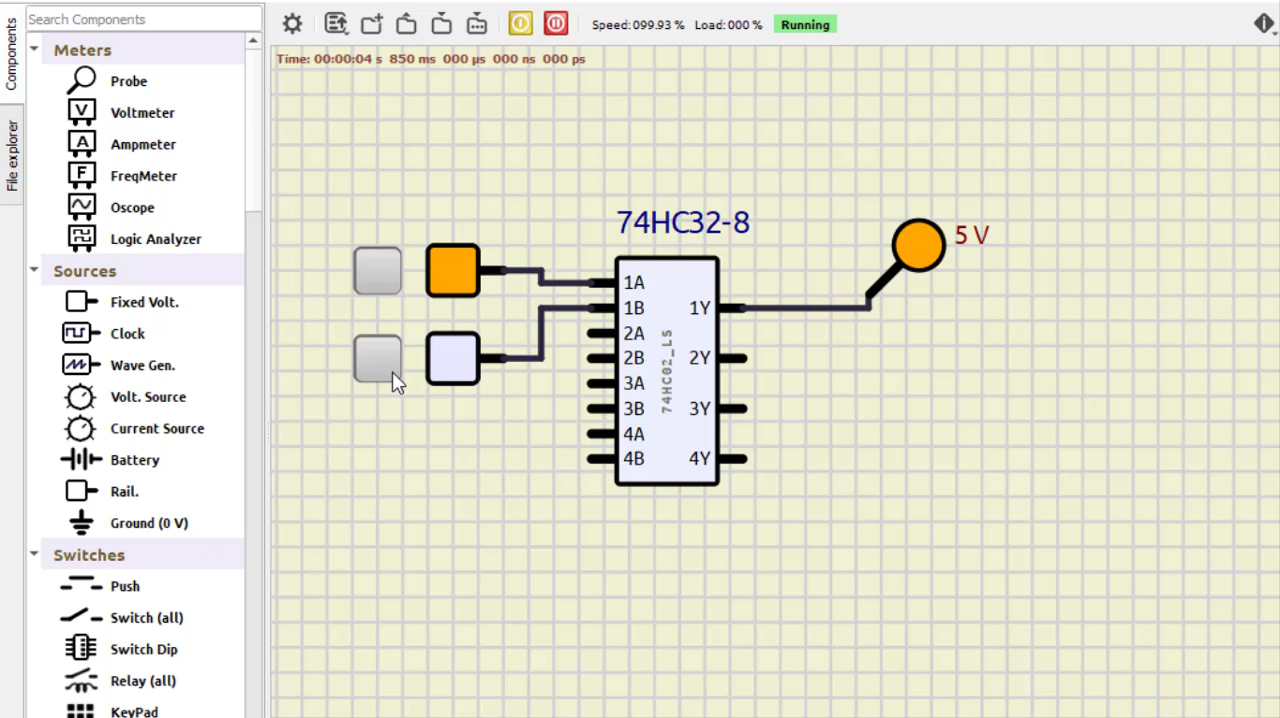 Search Components
Speed:099.93 % Load:000 % Running
Components
File explorer
Meters
Probe
V Voltmeter
A Ampmeter
F FreqMeter
Oscope
Logic Analyzer
Sources
Fixed Volt.
Clock
Wave Gen.
Volt. Source
Current Source
Battery
Rail.
Ground (0 V)
Switches
Push
Switch (all)
Switch Dip
Relay (all)
KeyPad
Time: 00:00:04 s 850 ms 000 µs 000 ns 000 ps
74HC32-8
5 V
1A
1B 1Y
2A
2B 2Y
3A
3B 3Y
4A
4B 4Y
74HC02_LS